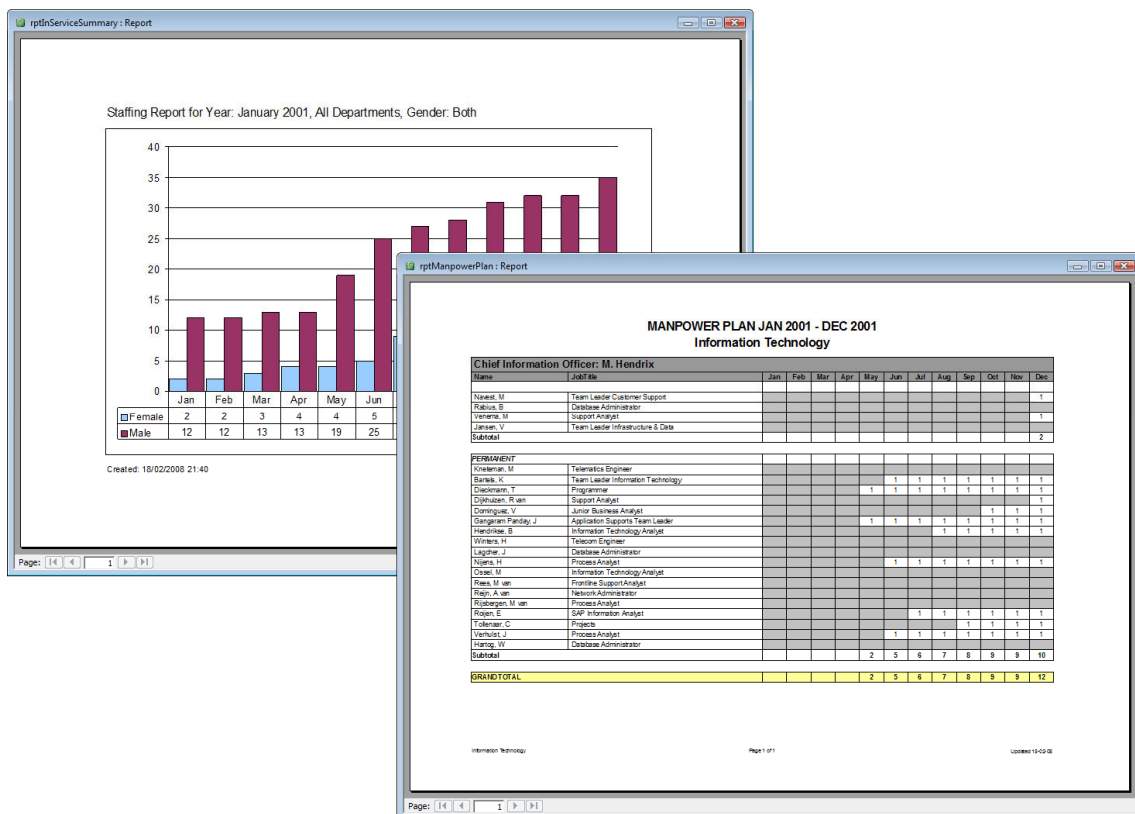 rptInServiceSummary : Report
Staffing Report for Year: January 2001, All Departments, Gender: Both
40
35
30
25
20
15
10
5
0
Jan Feb Mar Apr May Jun
Female 2 2 3 4 4 5
Male 12 12 13 13 19 25
Created: 18/02/2008 21:40
Page: 1
rptManpowerPlan : Report
MANPOWER PLAN JAN 2001 - DEC 2001
Information Technology
Chief Information Officer: M. Hendrix
Name JobTitle Jan Feb Mar Apr May Jun Jul Aug Sep Oct Nov Dec
Navest, M Team Leader Customer Support 1
Rabius, B Database Administrator
Venema, M Support Analyst 1
Jansen, V Team Leader Infrastructure & Data
Subtotal 2
PERMANENT
Kneteman, M Telematics Engineer
Bartels, K Team Leader Information Technology 1 1 1 1 1 1 1
Dieckmann, T Programmer 1 1 1 1 1 1 1 1
Dijkhuizen, R van Support Analyst 1
Dominguez, V Junior Business Analyst 1 1 1
Gangaram Panday, J Application Supports Team Leader 1 1 1 1 1 1 1 1
Hendrikse, B Information Technology Analyst 1 1 1 1 1
Winters, H Telecom Engineer
Lagcher, J Database Administrator
Nijens, H Process Analyst 1 1 1 1 1 1 1
Ossel, M Information Technology Analyst
Rees, M van Frontline Support Analyst
Reijn, A van Network Administrator
Rijsbergen, M van Process Analyst
Roijen, E SAP Information Analyst 1 1 1 1 1 1
Tollenaar, C Projects 1 1 1 1
Verhulst, J Process Analyst 1 1 1 1 1 1 1
Hartog, W Database Administrator
Subtotal 2 5 6 7 8 9 9 10
GRANDTOTAL 2 5 6 7 8 9 9 12
Information Technology Page 1 of 1 Updated 18-02-08
Page: 1